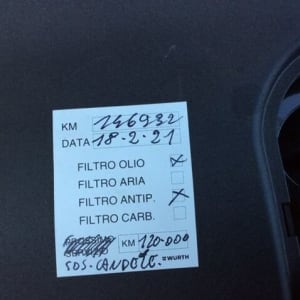 KM 146932
DATA 18-2-21
FILTRO OLIO
FILTRO ARIA
FILTRO ANTIP.
FILTRO CARB.
KM 120.000
SOS. CANDELE.
WÜRTH